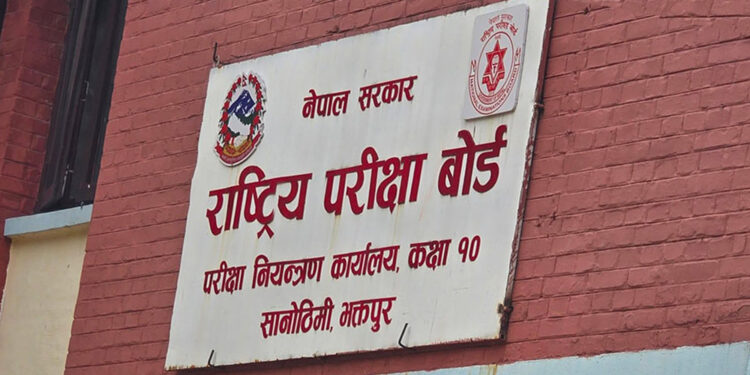 नेपाल सरकार
राष्ट्रिय परीक्षा बोर्ड
परीक्षा नियन्त्रण कार्यालय, कक्षा १०
सानोठिमी, भक्तपुर